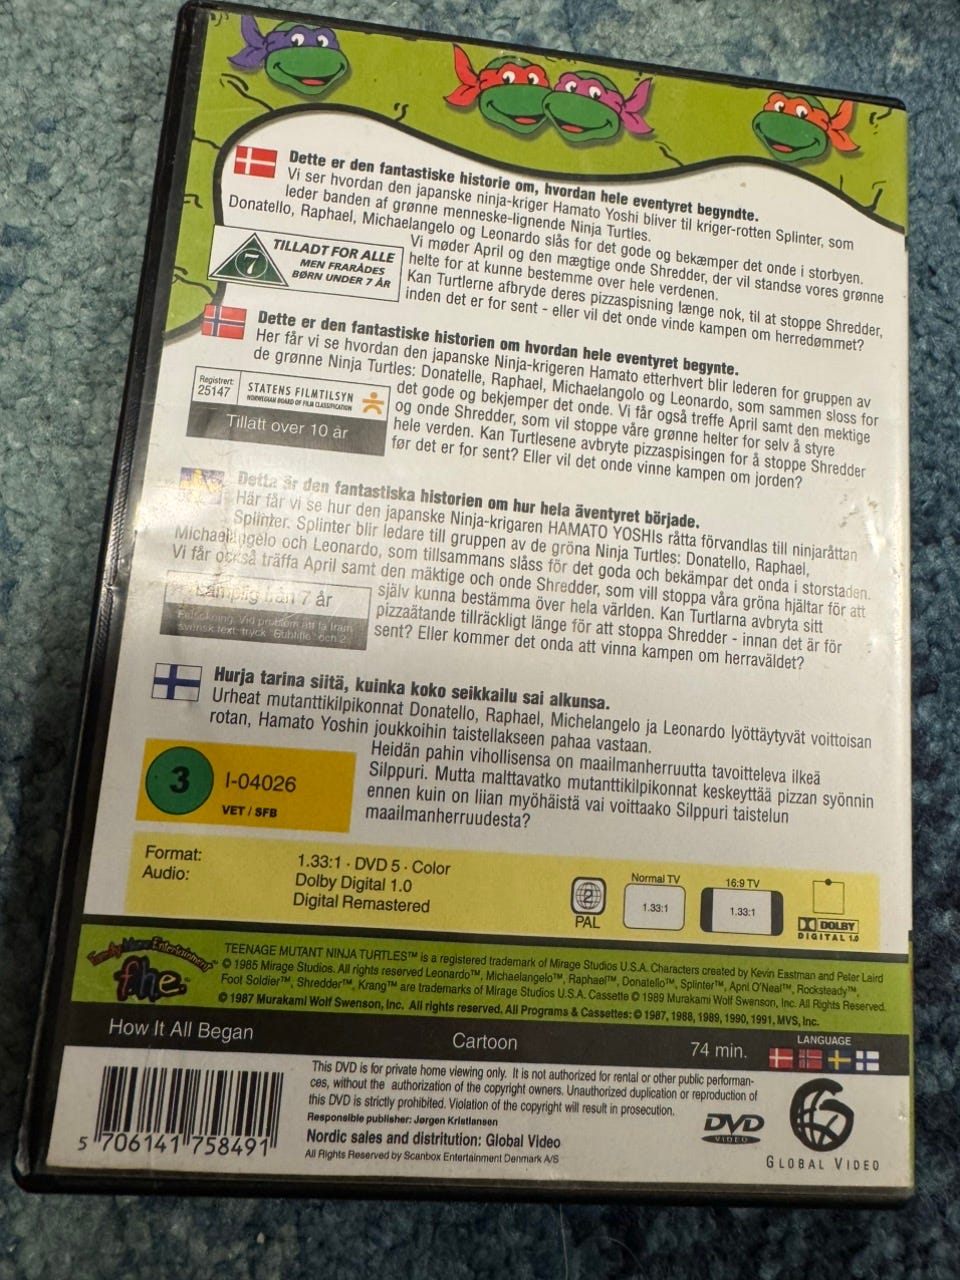 Dette er den fantastiske historie om, hvordan hele eventyret begyndte.
Vi ser hvordan den japanske ninja-kriger Hamato Yoshi bliver til kriger-rotten Splinter, som
leder banden af grønne menneske-lignende Ninja Turtles.
Donatello, Raphael, Michaelangelo og Leonardo slås for det gode og bekæmper det onde i storbyen.
Vi møder April og den mægtige onde Shredder, der vil standse vores grønne
helte for at kunne bestemme over hele verdenen.
Kan Turtlerne afbryde deres pizzaspisning længe nok, til at stoppe Shredder,
inden det er for sent - eller vil det onde vinde kampen om herredømmet?
7
TILLADT FOR ALLE
MEN FRARÅDES
BØRN UNDER 7 ÅR
Dette er den fantastiske historien om hvordan hele eventyret begynte.
Her får vi se hvordan den japanske Ninja-krigeren Hamato etterhvert blir lederen for gruppen av
de grønne Ninja Turtles: Donatelle, Raphael, Michaelangolo og Leonardo, som sammen sloss for
det gode og bekjemper det onde. Vi får også treffe April samt den mektige
og onde Shredder, som vil stoppe våre grønne helter for selv å styre
hele verden. Kan Turtlesene avbryte pizzaspisingen for å stoppe Shredder
før det er for sent? Eller vil det onde vinne kampen om jorden?
Registrert:
25147
STATENS FILMTILSYN
NORWEGIAN BOARD OF FILM CLASSIFICATION
Tillatt over 10 år
Detta är den fantastiska historien om hur hela äventyret började.
Här får vi se hur den japanske Ninja-krigaren HAMATO YOSHIs råtta förvandlas till ninjaråttan
Splinter. Splinter blir ledare till gruppen av de gröna Ninja Turtles: Donatello, Raphael,
Michaelangelo och Leonardo, som tillsammans slåss för det goda och bekämpar det onda i storstaden.
Vi får också träffa April samt den mäktige och onde Shredder, som vill stoppa våra gröna hjältar för att
själv kunna bestämma över hela världen. Kan Turtlarna avbryta sitt
pizzaätande tillräckligt länge för att stoppa Shredder - innan det är för
sent? Eller kommer det onda att vinna kampen om herraväldet?
Lämplig från 7 år
Vid problem att få fram
svensk text: tryck "Subtitle" och 2
Hurja tarina siitä, kuinka koko seikkailu sai alkunsa.
Urheat mutanttikilpikonnat Donatello, Raphael, Michelangelo ja Leonardo lyöttäytyvät voittoisan
rotan, Hamato Yoshin joukkoihin taistellakseen pahaa vastaan.
Heidän pahin vihollisensa on maailmanherruutta tavoitteleva ilkeä
Silppuri. Mutta malttavatko mutanttikilpikonnat keskeyttää pizzan syönnin
ennen kuin on liian myöhäistä vai voittaako Silppuri taistelun
maailmanherruudesta?
3
I-04026
VET / SFB
Format: 1.33:1 · DVD 5 · Color
Audio: Dolby Digital 1.0
Digital Remastered
2
PAL
Normal TV
1.33:1
16:9 TV
1.33:1
DOLBY
DIGITAL 1.0
Family Home Entertainment™
fhe™
TEENAGE MUTANT NINJA TURTLES™ is a registered trademark of Mirage Studios U.S.A. Characters created by Kevin Eastman and Peter Laird
© 1985 Mirage Studios. All rights reserved Leonardo™, Michaelangelo™, Raphael™, Donatello™, Splinter™, April O'Neal™, Rocksteady™,
Foot Soldier™, Shredder™, Krang™ are trademarks of Mirage Studios U.S.A. Cassette © 1989 Murakami Wolf Swenson, Inc. All Rights Reserved.
© 1987 Murakami Wolf Swenson, Inc. All rights reserved. All Programs & Cassettes: © 1987, 1988, 1989, 1990, 1991, MVS, Inc.
How It All Began
Cartoon
74 min.
LANGUAGE
This DVD is for private home viewing only. It is not authorized for rental or other public performan-
ces, without the authorization of the copyright owners. Unauthorized duplication or reproduction of
this DVD is strictly prohibited. Violation of the copyright will result in prosecution.
Responsible publisher: Jørgen Kristiansen
Nordic sales and distritution: Global Video
All Rights Reserved by Scanbox Entertainment Denmark A/S
5 706141 758491
DVD
VIDEO
GLOBAL VIDEO